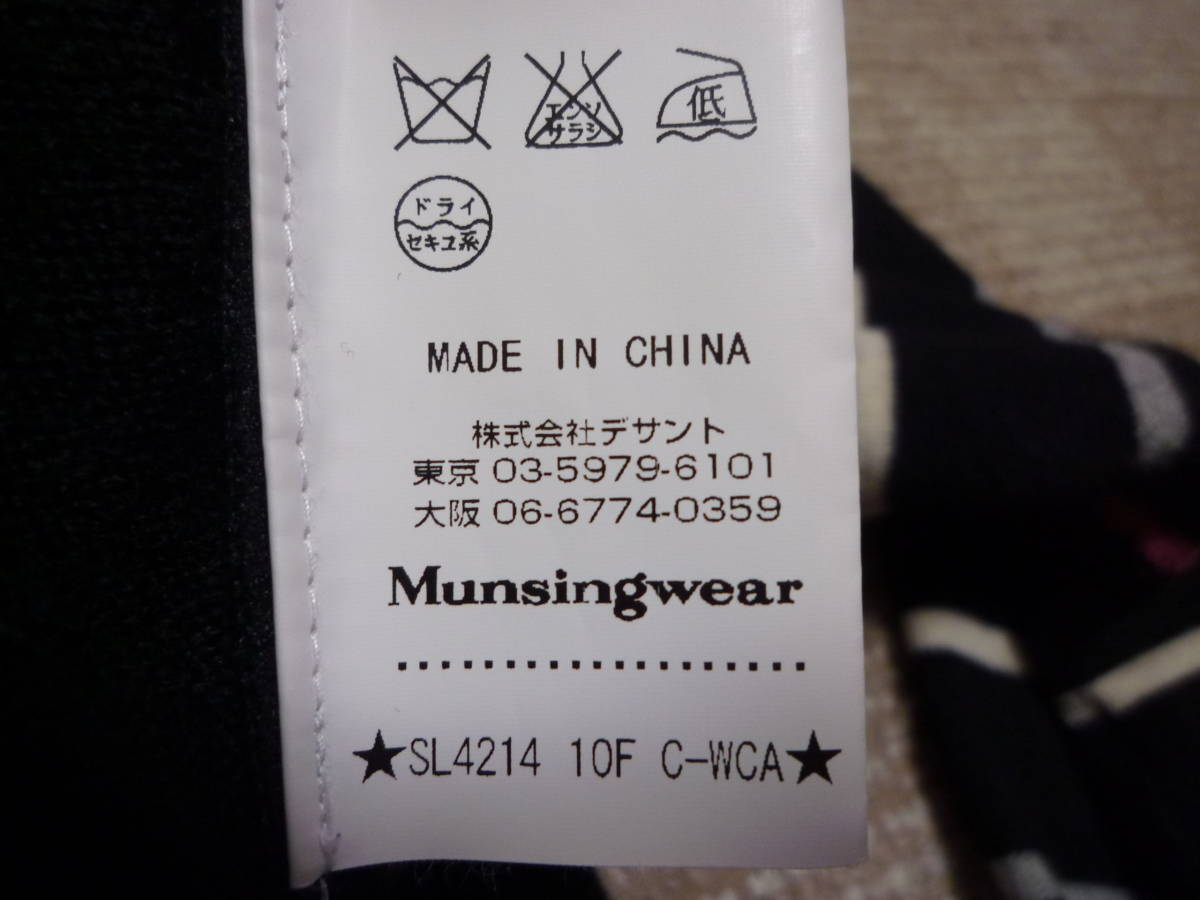 エンソ
サラシ
低
ドライ
セキユ系
MADE IN CHINA
株式会社デサント
東京 03-5979-6101
大阪 06-6774-0359
Munsingwear
★SL4214 10F C-WCA★